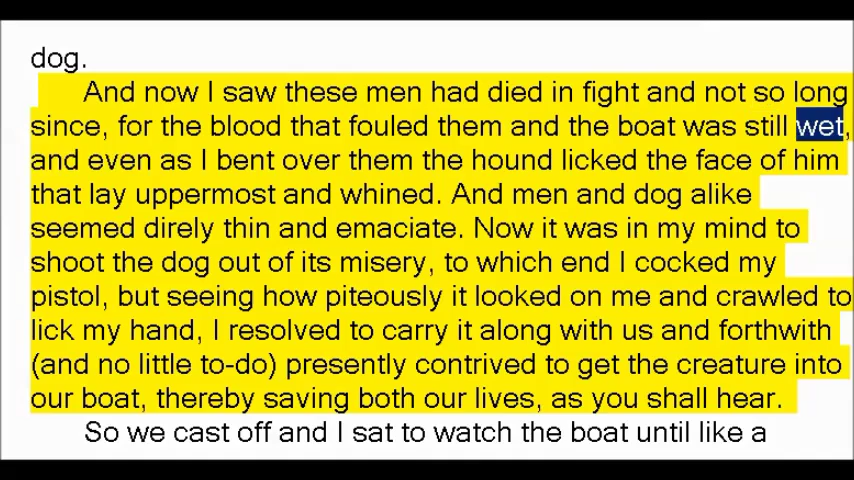 dog.
And now I saw these men had died in fight and not so long
since, for the blood that fouled them and the boat was still wet,
and even as I bent over them the hound licked the face of him
that lay uppermost and whined. And men and dog alike
seemed direly thin and emaciate. Now it was in my mind to
shoot the dog out of its misery, to which end I cocked my
pistol, but seeing how piteously it looked on me and crawled to
lick my hand, I resolved to carry it along with us and forthwith
(and no little to-do) presently contrived to get the creature into
our boat, thereby saving both our lives, as you shall hear.
So we cast off and I sat to watch the boat until like a